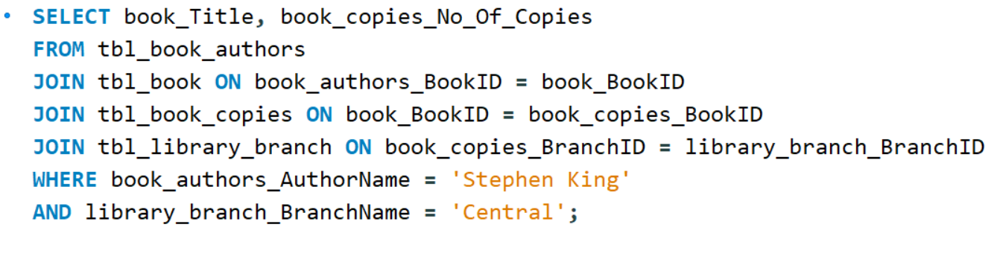 SELECT book_Title, book_copies_No_Of_Copies
FROM tbl_book_authors
JOIN tbl_book ON book_authors_BookID = book_BookID
JOIN tbl_book_copies ON book_BookID = book_copies_BookID
JOIN tbl_library_branch ON book_copies_BranchID = library_branch_BranchID
WHERE book_authors_AuthorName = 'Stephen King'
AND library_branch_BranchName = 'Central';